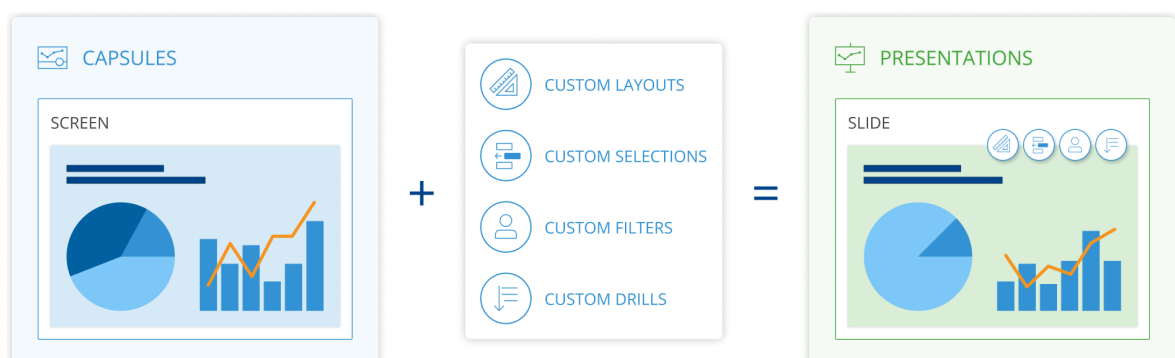 CAPSULES
SCREEN
+
CUSTOM LAYOUTS
CUSTOM SELECTIONS
CUSTOM FILTERS
CUSTOM DRILLS
=
PRESENTATIONS
SLIDE